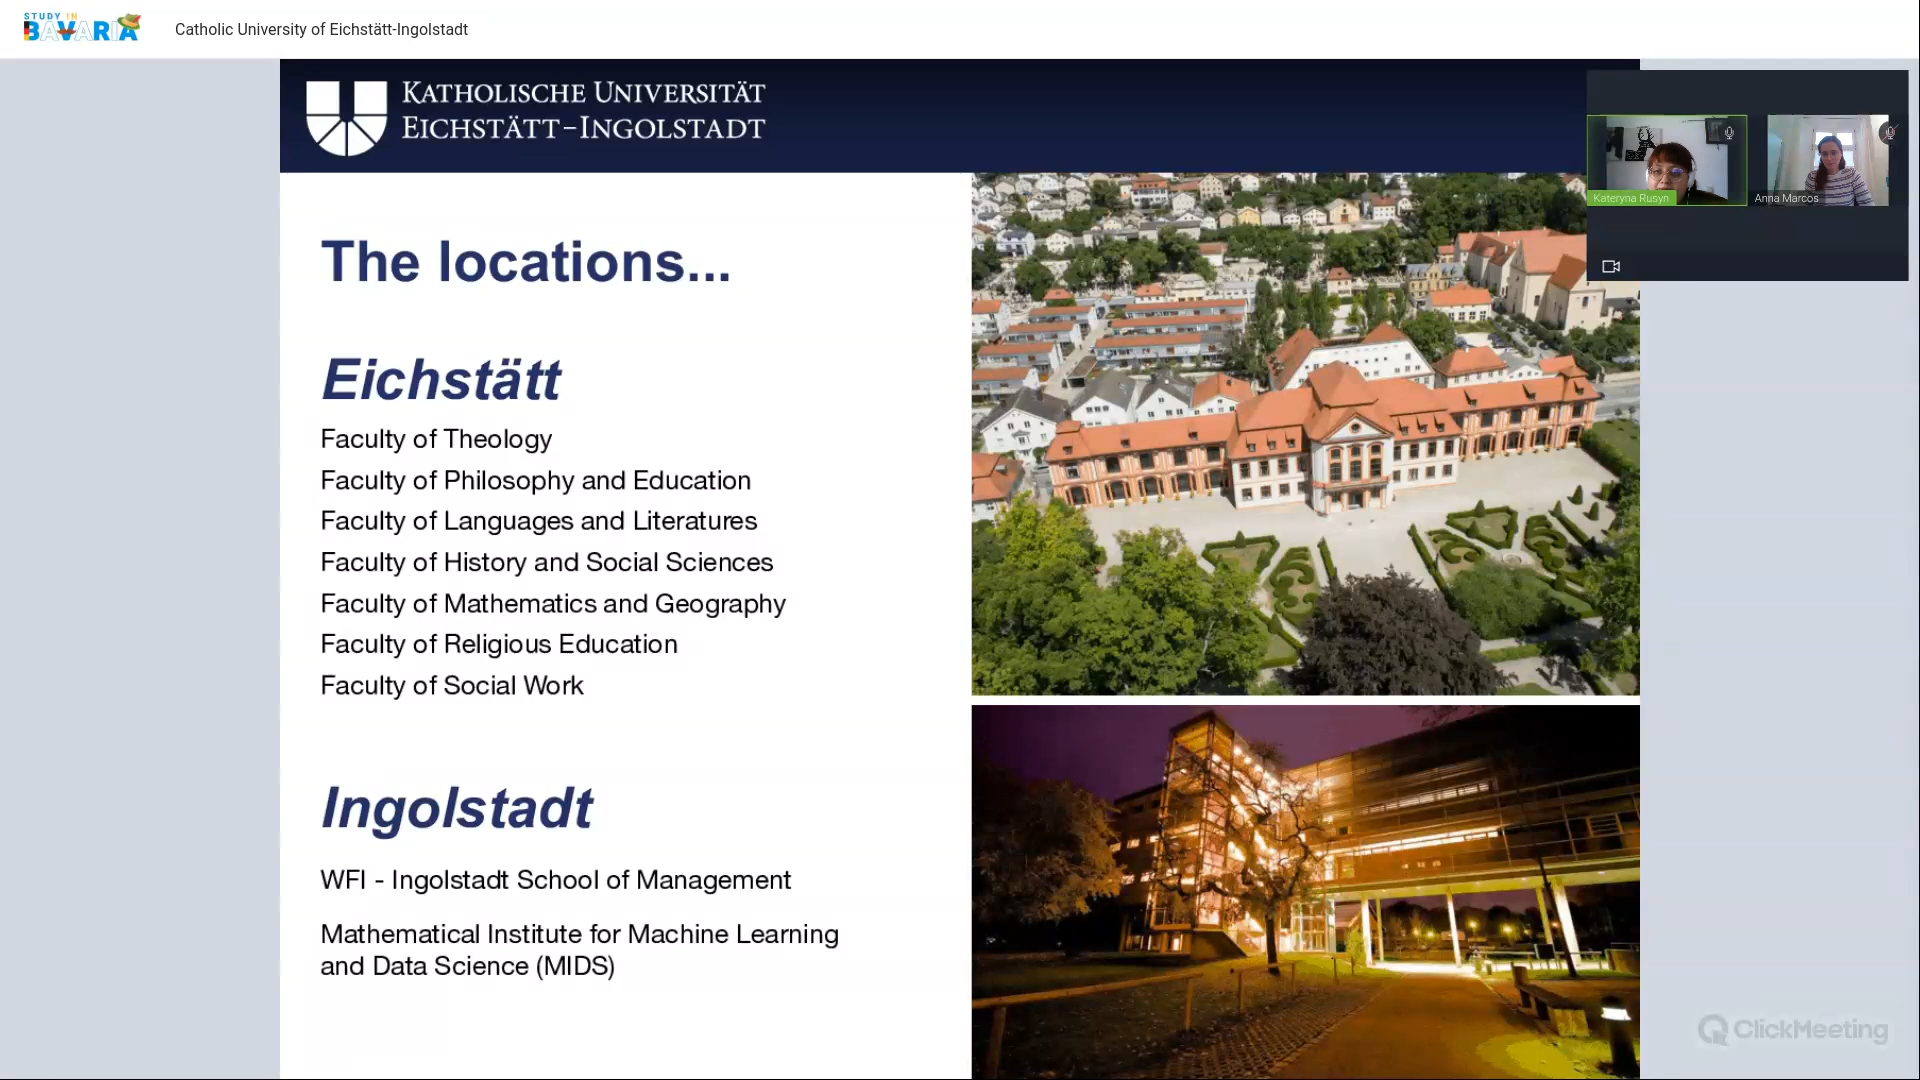 STUDY IN
BAVARIA
Catholic University of Eichstätt-Ingolstadt
KATHOLISCHE UNIVERSITÄT
EICHSTÄTT-INGOLSTADT
Kateryna Rusyn
Anna Marcos
The locations...
Eichstätt
Faculty of Theology
Faculty of Philosophy and Education
Faculty of Languages and Literatures
Faculty of History and Social Sciences
Faculty of Mathematics and Geography
Faculty of Religious Education
Faculty of Social Work
Ingolstadt
WFI - Ingolstadt School of Management
Mathematical Institute for Machine Learning
and Data Science (MIDS)
ClickMeeting